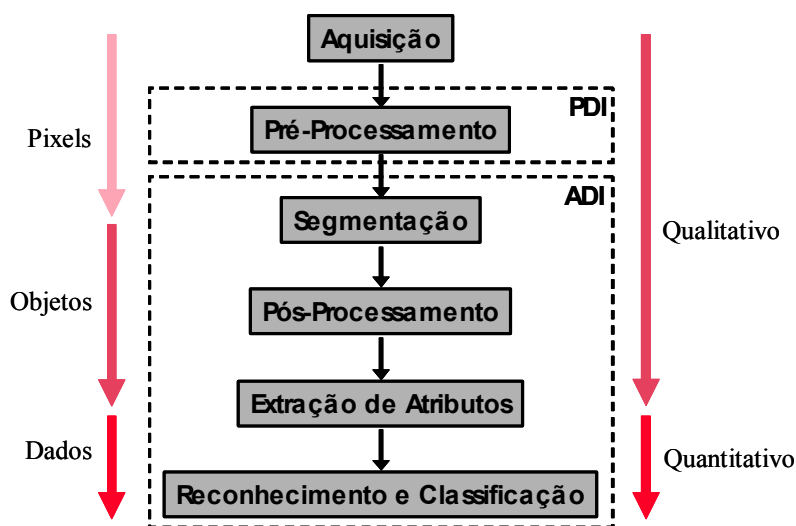 Aquisição
PDI
Pré-Processamento
Pixels
ADI
Segmentação
Qualitativo
Objetos
Pós-Processamento
Extração de Atributos
Dados
Quantitativo
Reconhecimento e Classificação